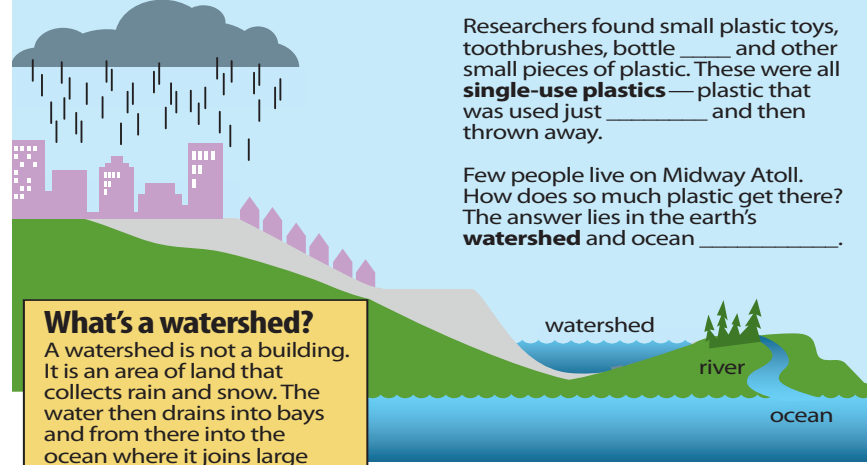 Researchers found small plastic toys,
toothbrushes, bottle ____ and other
small pieces of plastic. These were all
single-use plastics — plastic that
was used just ________ and then
thrown away.
Few people live on Midway Atoll.
How does so much plastic get there?
The answer lies in the earth's
watershed and ocean ___________.
What's a watershed?
A watershed is not a building.
It is an area of land that
collects rain and snow. The
water then drains into bays
and from there into the
ocean where it joins large
watershed
river
ocean